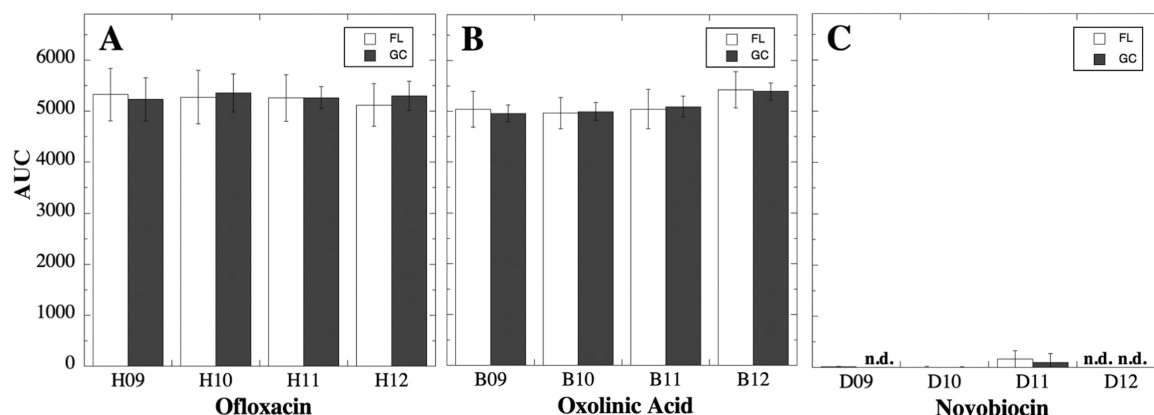 A
FL
GC
B
FL
GC
C
FL
GC
AUC
6000
5000
4000
3000
2000
1000
0
n.d.
n.d. n.d.
H09 H10 H11 H12
B09 B10 B11 B12
D09 D10 D11 D12
Ofloxacin
Oxolinic Acid
Novobiocin